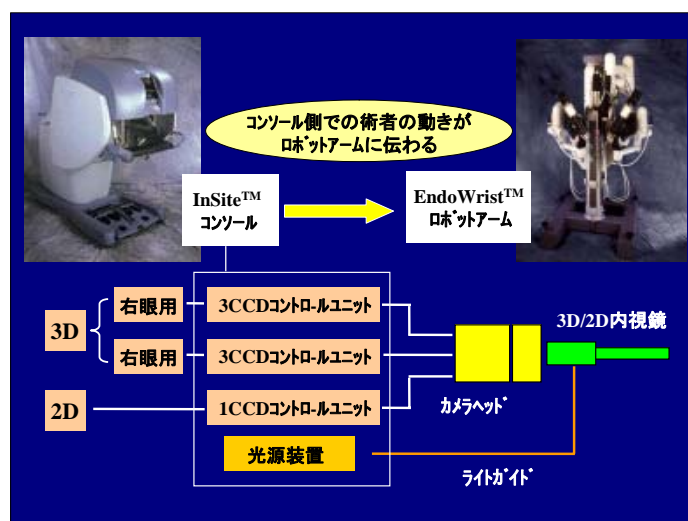 コンソール側での術者の動きが
ロボットアームに伝わる
InSite™
コンソール
EndoWrist™
ロボットアーム
3D
右眼用
3CCDコントロールユニット
右眼用
3CCDコントロールユニット
2D
1CCDコントロールユニット
光源装置
カメラヘッド
3D/2D内視鏡
ライトガイド